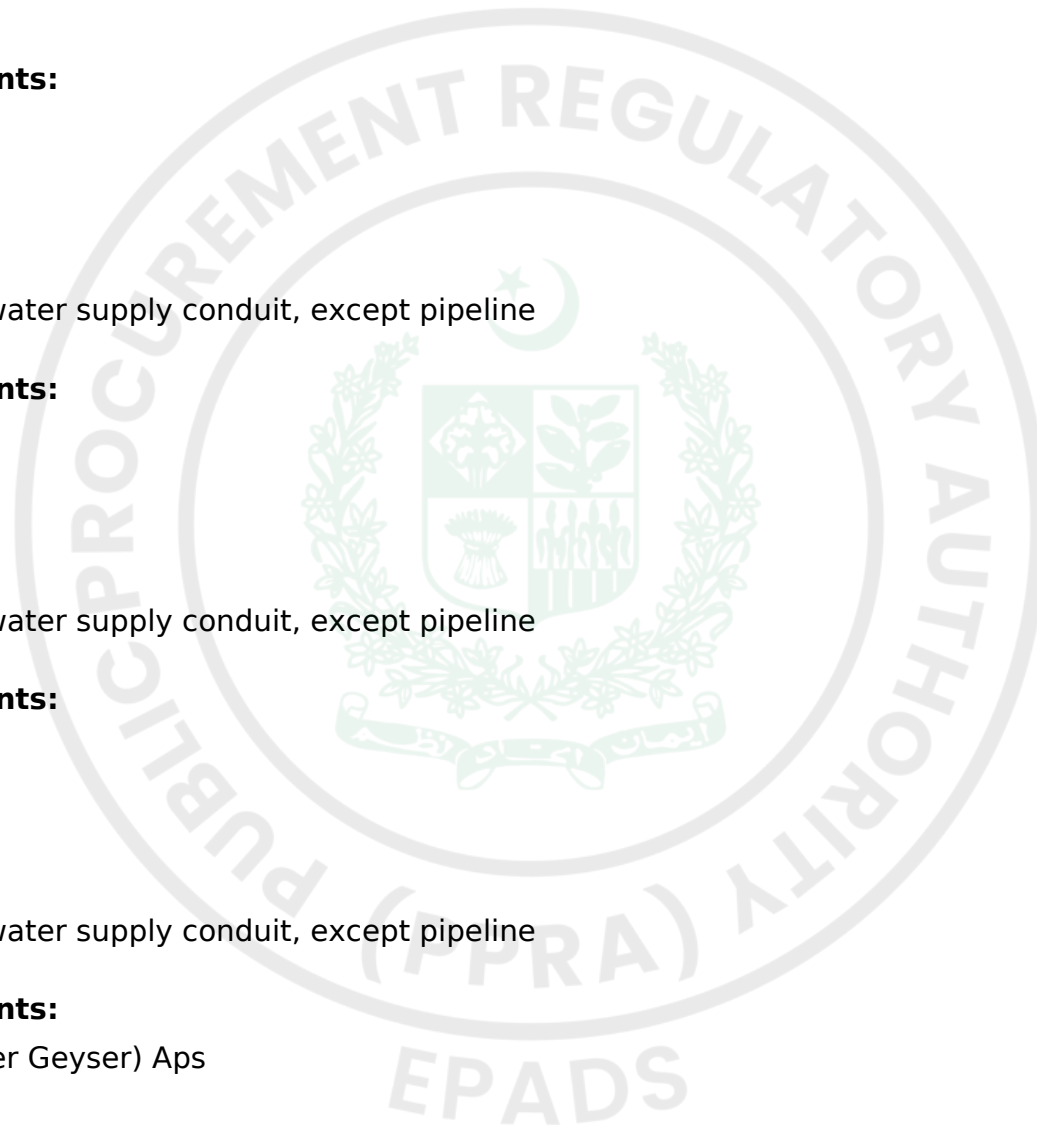 nts:
water supply conduit, except pipeline
nts:
water supply conduit, except pipeline
nts:
water supply conduit, except pipeline
nts:
er Geyser) Aps
PUBLIC PROCUREMENT REGULATORY AUTHORITY
(PPRA)
EPADS